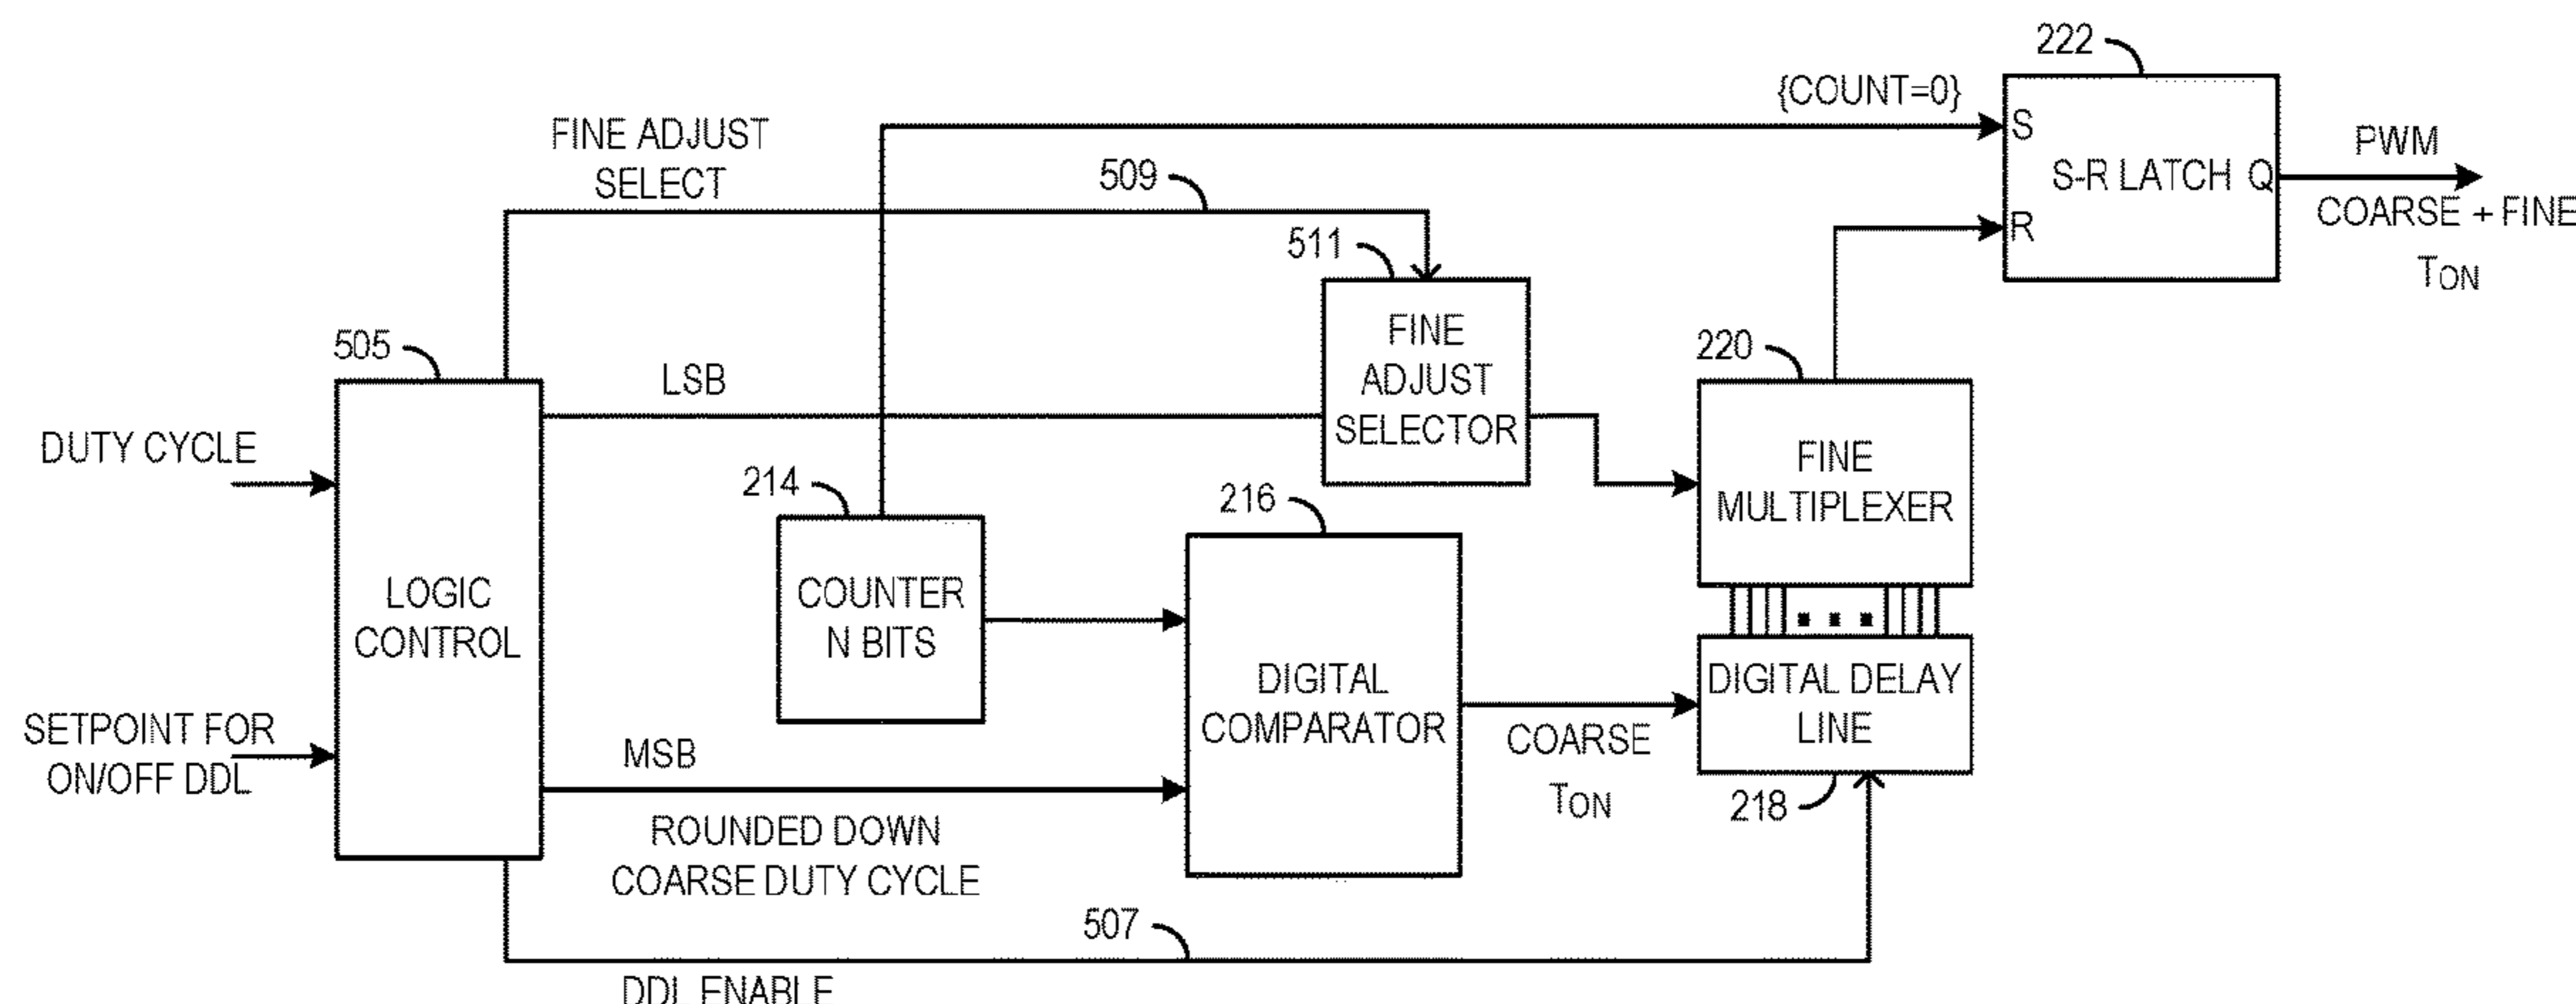 222
{COUNT=0}
S
FINE ADJUST
SELECT
509
PWM
S-R LATCH Q
COARSE + FINE
TON
R
511
FINE
ADJUST
SELECTOR
505
LSB
220
DUTY CYCLE
FINE
MULTIPLEXER
214
216
COUNTER
N BITS
LOGIC
CONTROL
DIGITAL
COMPARATOR
DIGITAL DELAY
LINE
SETPOINT FOR
ON/OFF DDL
MSB
COARSE
TON
218
ROUNDED DOWN
COARSE DUTY CYCLE
507
DDL ENABLE